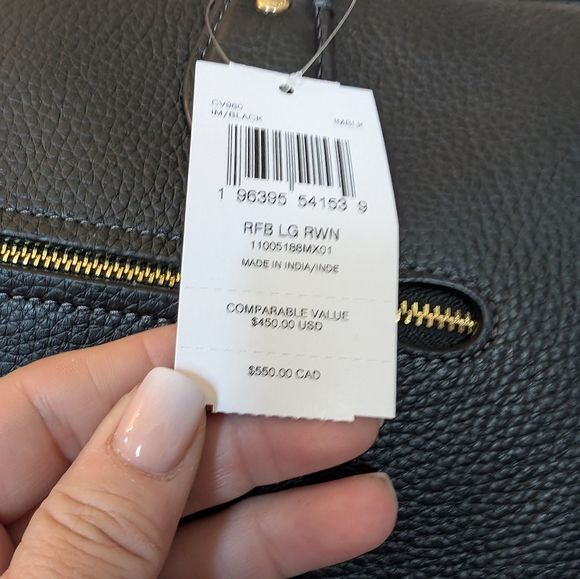 CV960
IM/BLACK IMABLK
1 96395 54153 9
RFB LG RWN
11005188MX01
MADE IN INDIA/INDE
COMPARABLE VALUE
$450.00 USD
$550.00 CAD